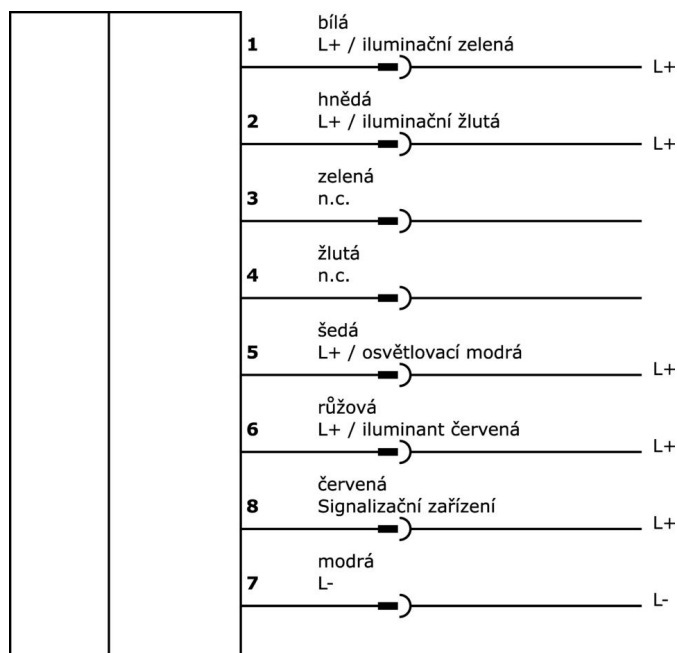 bílá
1 L+ / iluminační zelená
L+
hnědá
2 L+ / iluminační žlutá
L+
zelená
3 n.c.
žlutá
4 n.c.
šedá
5 L+ / osvětlovací modrá
L+
růžová
6 L+ / iluminant červená
L+
červená
8 Signalizační zařízení
L+
modrá
7 L-
L-